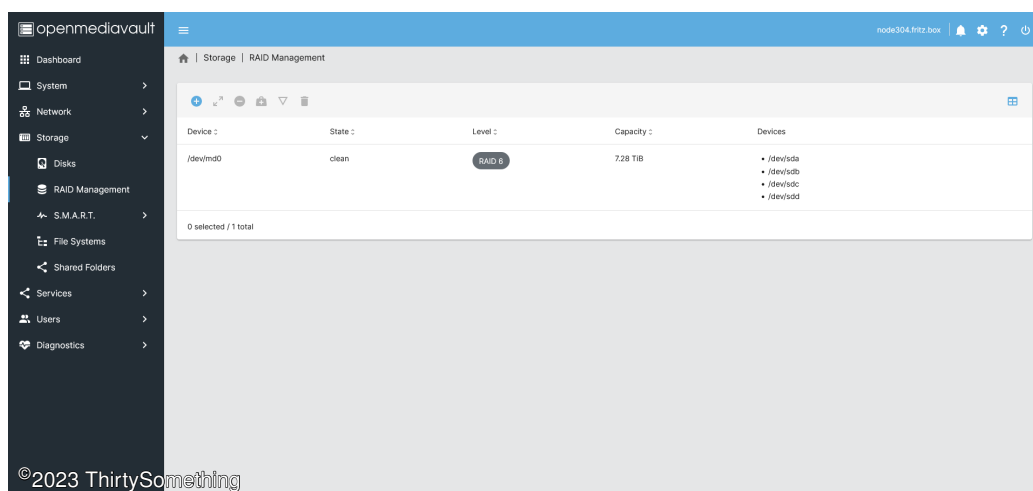 openmediavault
node304.fritz.box
?
Dashboard
System
Network
Storage
Disks
RAID Management
S.M.A.R.T.
File Systems
Shared Folders
Services
Users
Diagnostics
| Storage | RAID Management
Device State Level Capacity Devices
/dev/md0 clean RAID 6 7.28 TiB • /dev/sda
• /dev/sdb
• /dev/sdc
• /dev/sdd
0 selected / 1 total
©2023 ThirtySomething